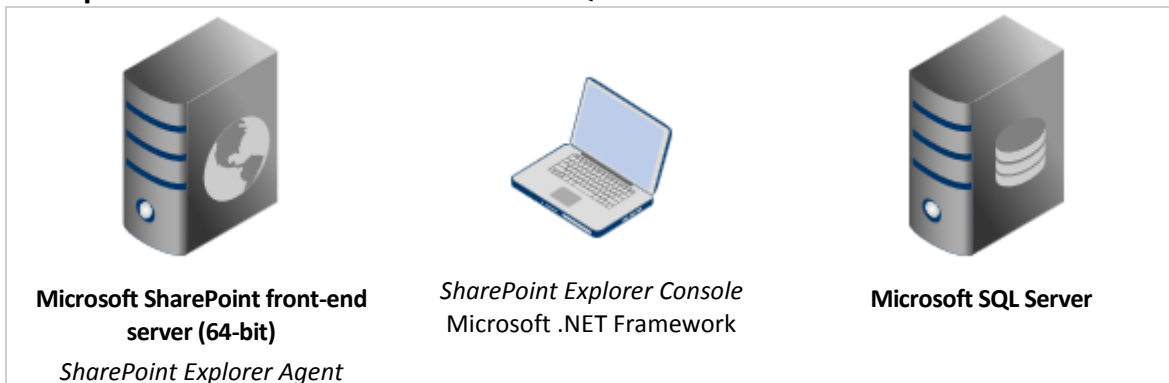 Microsoft SharePoint front-end
server (64-bit)
SharePoint Explorer Agent
SharePoint Explorer Console
Microsoft .NET Framework
Microsoft SQL Server